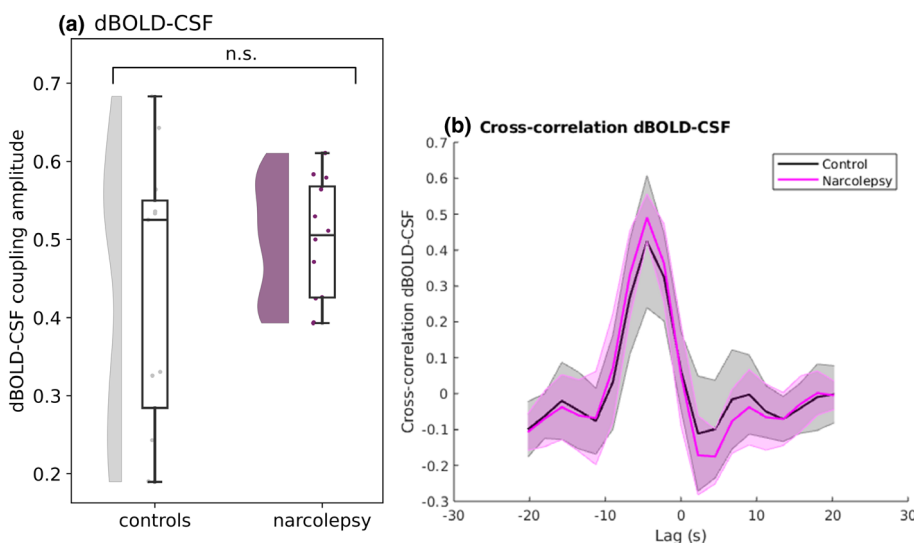 (a) dBOLD-CSF
n.s.
dBOLD-CSF coupling amplitude
0.7
0.6
0.5
0.4
0.3
0.2
controls
narcolepsy
(b) Cross-correlation dBOLD-CSF
Cross-correlation dBOLD-CSF
0.7
0.6
0.5
0.4
0.3
0.2
0.1
0
-0.1
-0.2
-0.3
Control
Narcolepsy
-30 -20 -10 0 10 20 30
Lag (s)